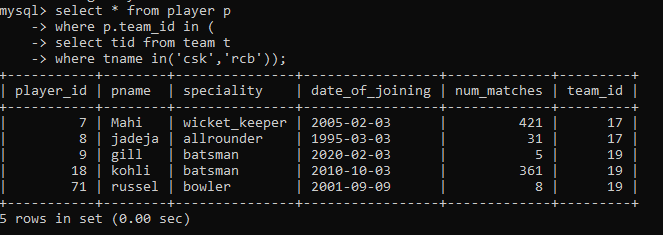 mysql> select * from player p
    -> where p.team_id in (
    -> select tid from team t
    -> where tname in('csk','rcb'));
+-----------+--------+---------------+-----------------+-------------+---------+
| player_id | pname  | speciality    | date_of_joining | num_matches | team_id |
+-----------+--------+---------------+-----------------+-------------+---------+
|         7 | Mahi   | wicket_keeper | 2005-02-03      |         421 |      17 |
|         8 | jadeja | allrounder    | 1995-03-03      |          31 |      17 |
|         9 | gill   | batsman       | 2020-02-03      |           5 |      19 |
|        18 | kohli  | batsman       | 2010-10-03      |         361 |      19 |
|        71 | russel | bowler        | 2001-09-09      |           8 |      19 |
+-----------+--------+---------------+-----------------+-------------+---------+
5 rows in set (0.00 sec)